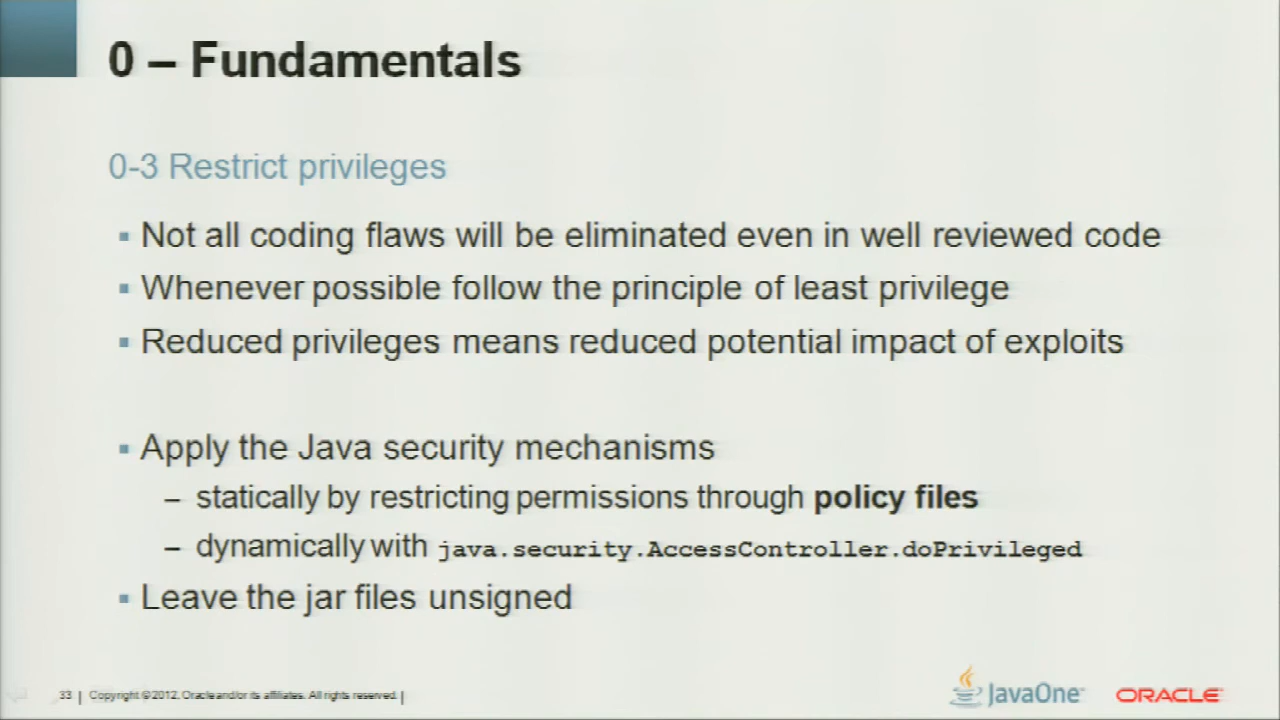 0 – Fundamentals
0-3 Restrict privileges
▪ Not all coding flaws will be eliminated even in well reviewed code
▪ Whenever possible follow the principle of least privilege
▪ Reduced privileges means reduced potential impact of exploits
▪ Apply the Java security mechanisms
– statically by restricting permissions through policy files
– dynamically with java.security.AccessController.doPrivileged
▪ Leave the jar files unsigned
33 | Copyright © 2012, Oracle and/or its affiliates. All rights reserved. |
JavaOne
ORACLE